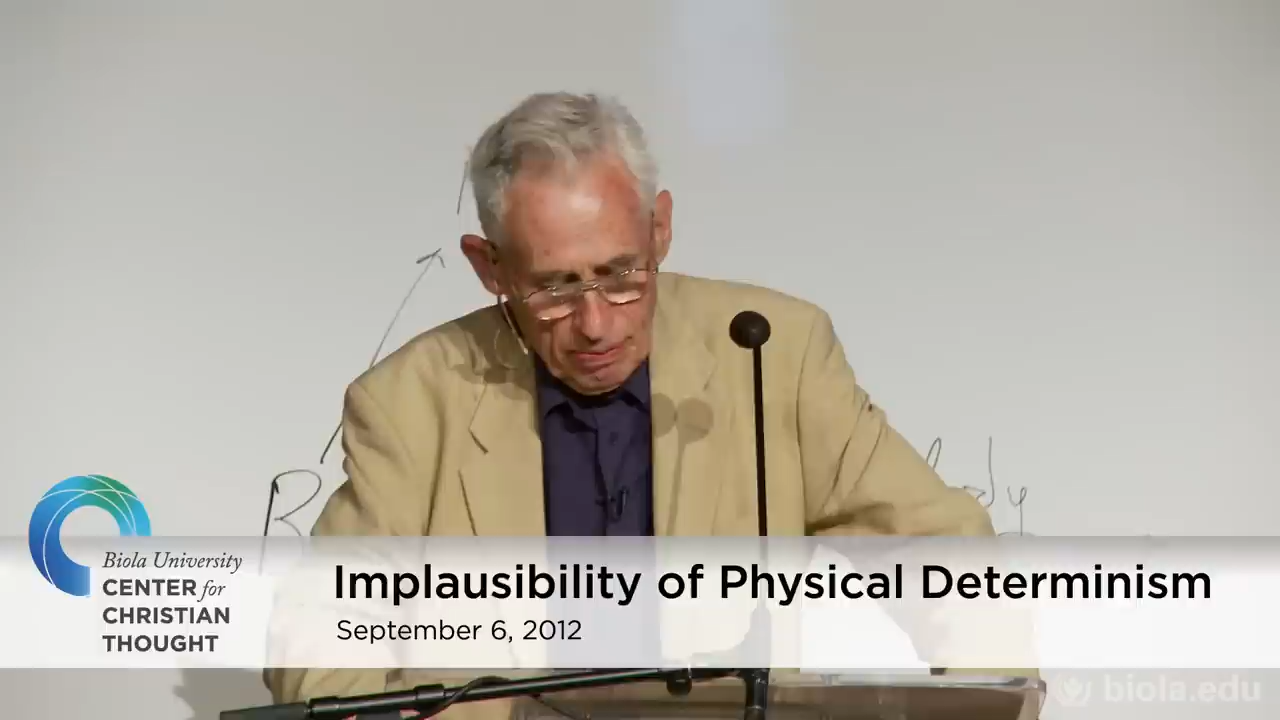 Biola University
CENTER for
CHRISTIAN
THOUGHT
Implausibility of Physical Determinism
September 6, 2012
biola.edu